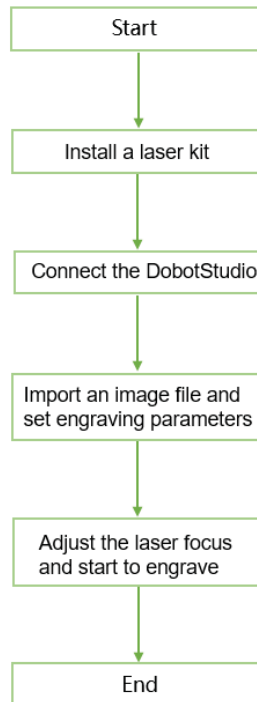 Start
Install a laser kit
Connect the DobotStudio
Import an image file and
set engraving parameters
Adjust the laser focus
and start to engrave
End